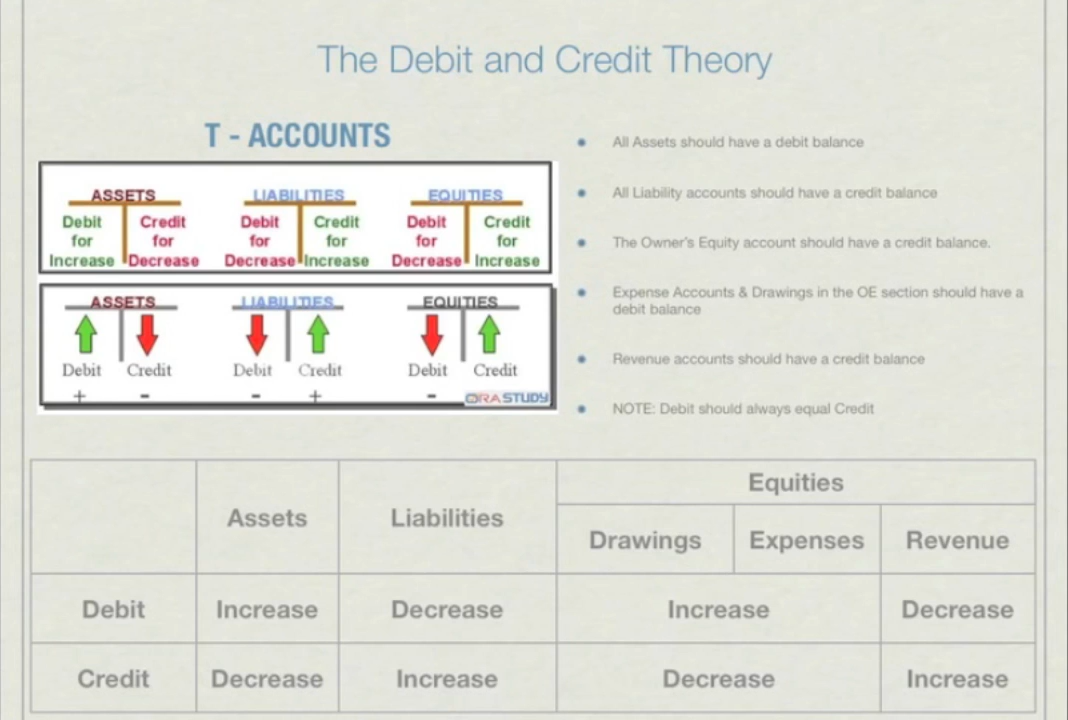 The Debit and Credit Theory
T - ACCOUNTS
ASSETS LIABILITIES EQUITIES
Debit Credit Debit Credit Debit Credit
for for for for for for
Increase Decrease Decrease Increase Decrease Increase
ASSETS LIABILITIES EQUITIES
Debit Credit Debit Credit Debit Credit
+ - - + -
ORASTUDY
• All Assets should have a debit balance
• All Liability accounts should have a credit balance
• The Owner's Equity account should have a credit balance.
• Expense Accounts & Drawings in the OE section should have a
debit balance
• Revenue accounts should have a credit balance
• NOTE: Debit should always equal Credit
Equities
Assets Liabilities
Drawings Expenses Revenue
Debit Increase Decrease Increase Decrease
Credit Decrease Increase Decrease Increase